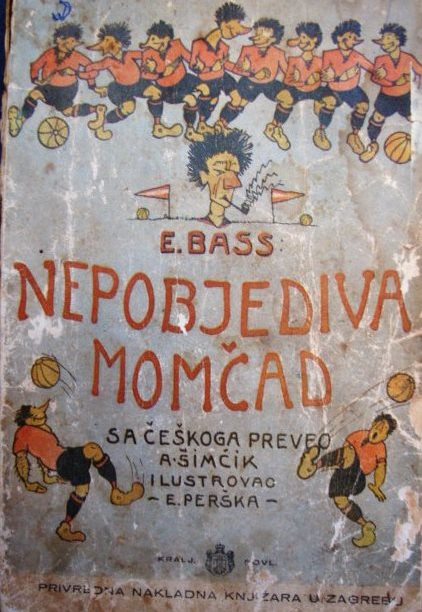 E. BASS:
NEPOBJEDIVA
MOMČAD
SA ČEŠKOGA PREVEO
A. ŠIMČIK
ILUSTROVAO
- E. PERŠKA -
KRALJ. POVL.
PRIVREDNA NAKLADNA KNJIŽARA U ZAGREBU